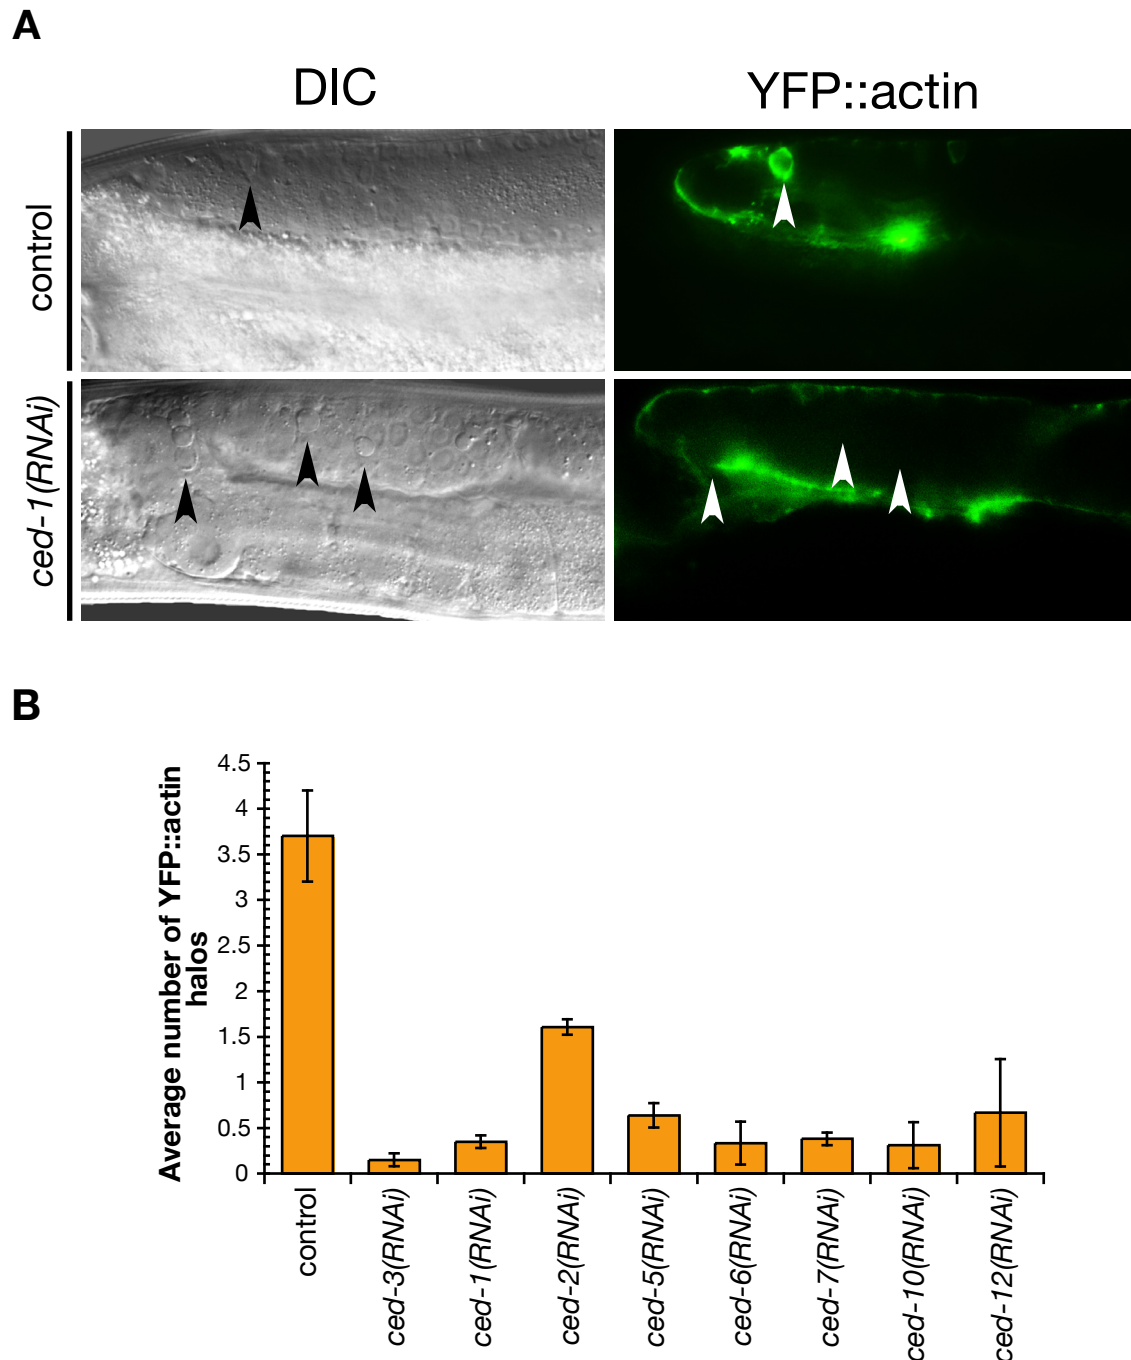 A
DIC
YFP::actin
control
ced-1(RNAi)
B
Average number of YFP::actin
halos
4.5
4
3.5
3
2.5
2
1.5
1
0.5
0
control
ced-3(RNAi)
ced-1(RNAi)
ced-2(RNAi)
ced-5(RNAi)
ced-6(RNAi)
ced-7(RNAi)
ced-10(RNAi)
ced-12(RNAi)